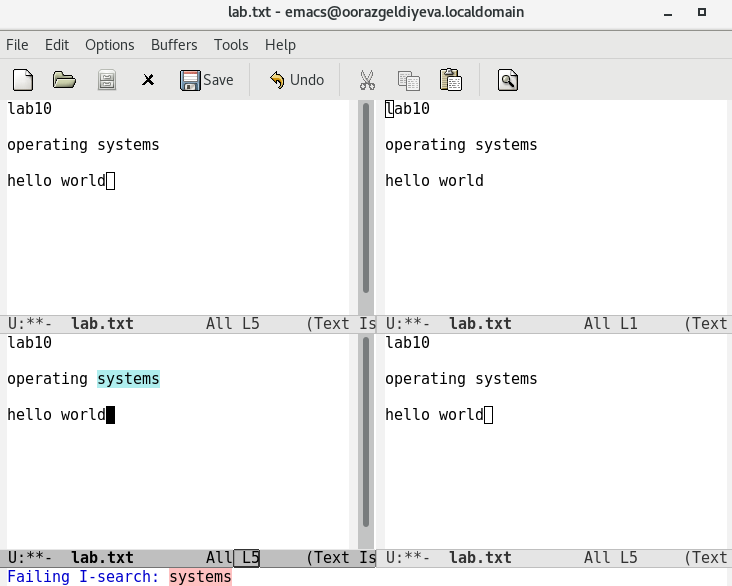 lab.txt - emacs@oorazgeldiyeva.localdomain
File Edit Options Buffers Tools Help
Save Undo
lab10
operating systems
hello world
U:**- lab.txt All L5 (Text Is
lab10
operating systems
hello world
U:**- lab.txt All L1 (Text
lab10
operating systems
hello world
U:**- lab.txt All L5 (Text Is
lab10
operating systems
hello world
U:**- lab.txt All L5 (Text
Failing I-search: systems